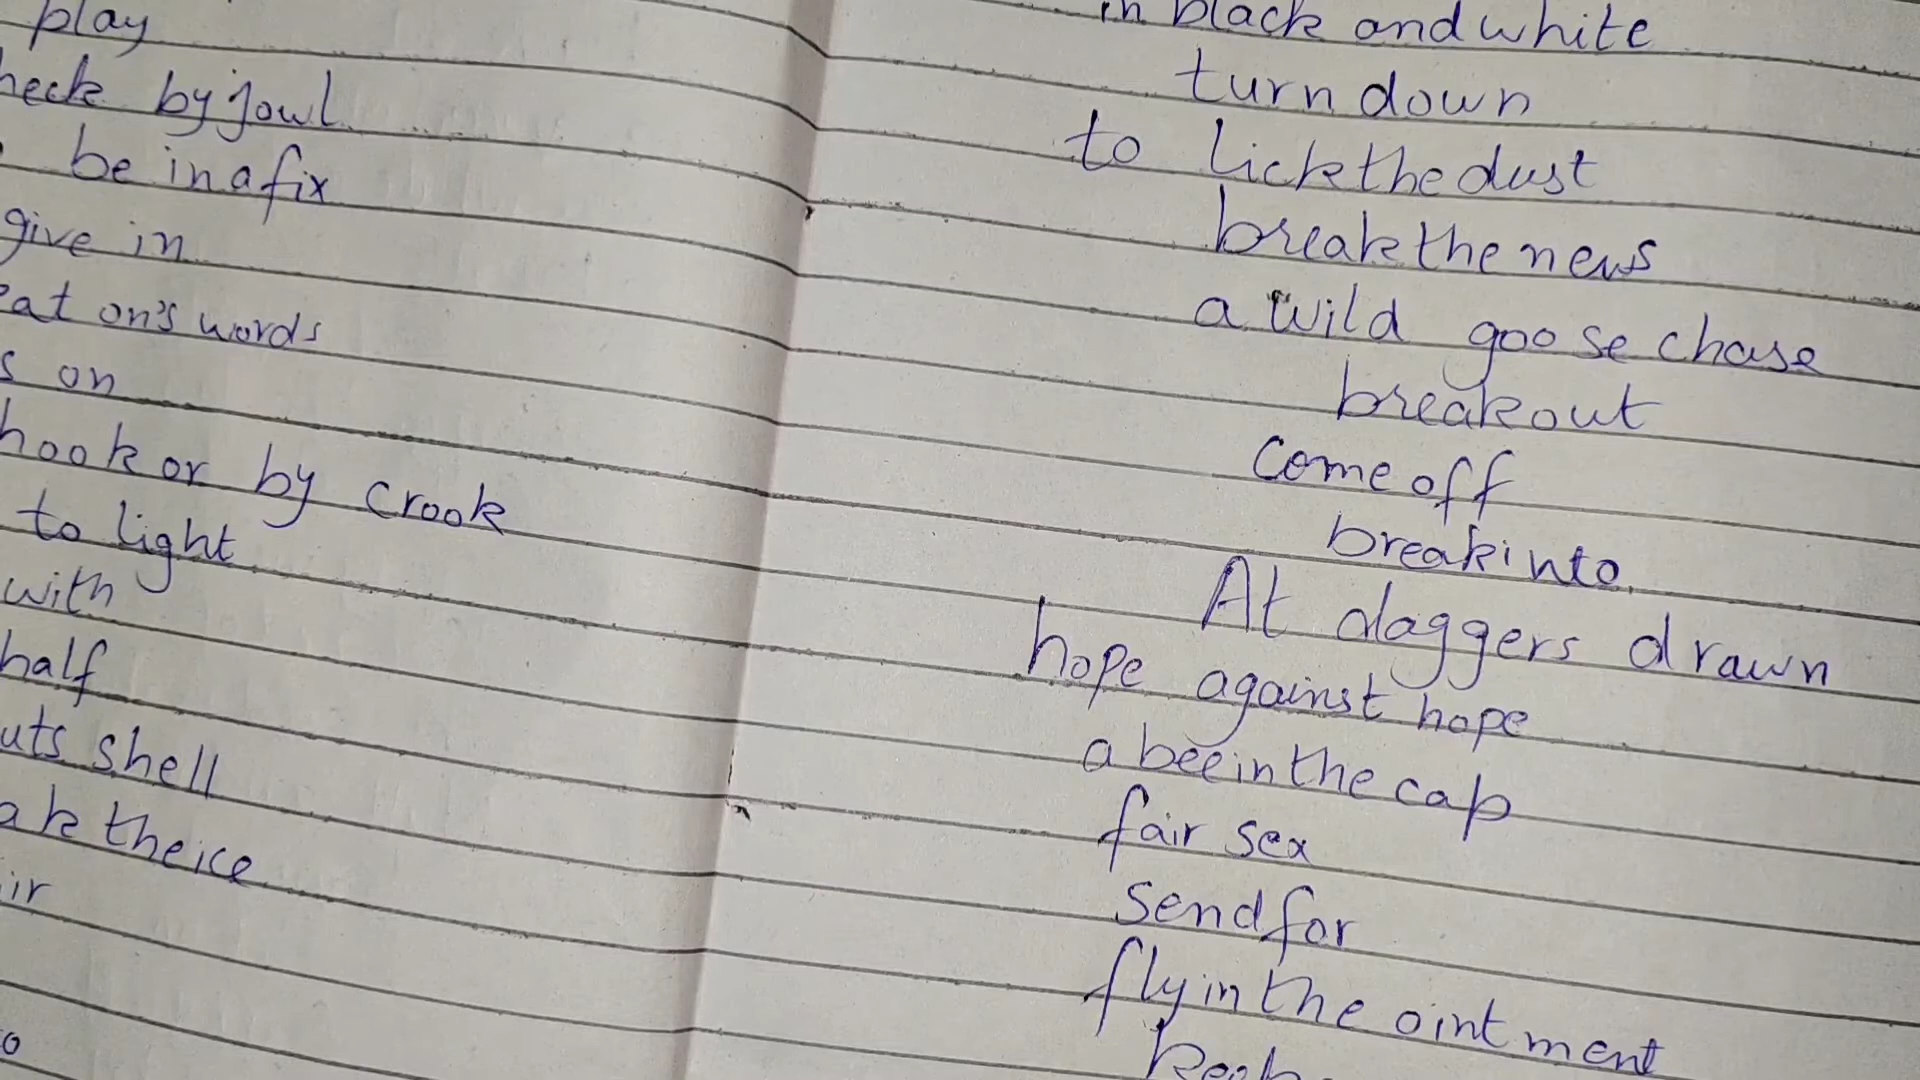 play
by jowl
be in a fix
give in
eat on's words
on
hook or by crook
to light
with
half
shell
the ice
in black and white
turn down
to lick the dust
break the news
a wild goose chase
break out
come off
break into
At daggers drawn
hope against hope
a bee in the cap
fair sex
send for
fly in the ointment